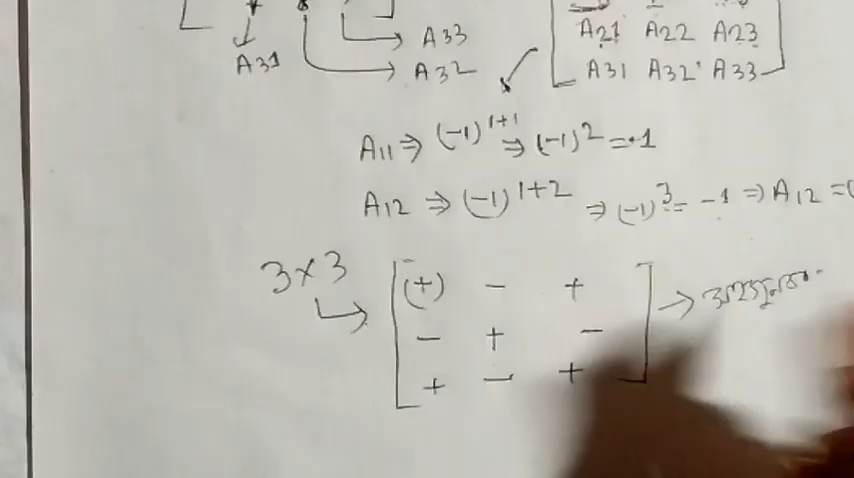 A33
A21 A22 A23
A31
A32
A31 A32 A33
A11 ⇒ (-1)^1+1 ⇒ (-1)^2 = +1
A12 ⇒ (-1)^1+2 ⇒ (-1)^3 = -1 ⇒ A12 =
3×3
(+) - + →
- + -
+ - +